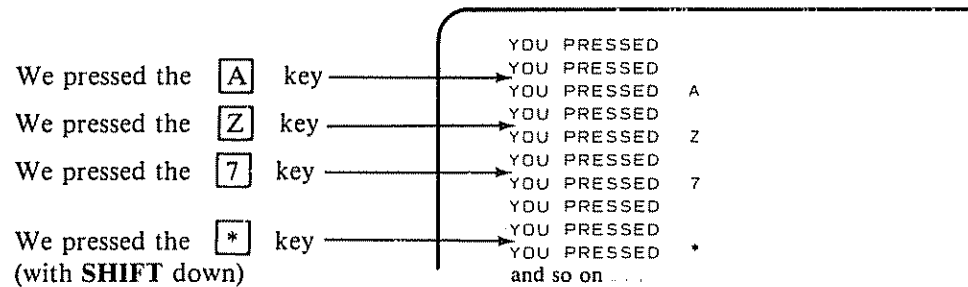 YOU PRESSED
YOU PRESSED
We pressed the A key
YOU PRESSED A
YOU PRESSED
We pressed the Z key
YOU PRESSED Z
YOU PRESSED
We pressed the 7 key
YOU PRESSED 7
YOU PRESSED
YOU PRESSED
We pressed the * key
YOU PRESSED *
(with SHIFT down)
and so on . . .